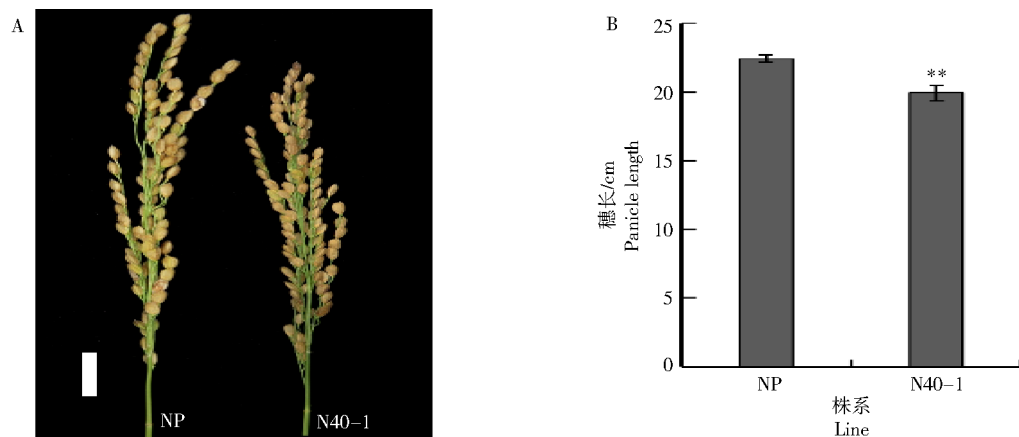 A
NP
N40-1
B
25
20
15
10
5
0
**
穗长/cm
Panicle length
NP
N40-1
株系
Line